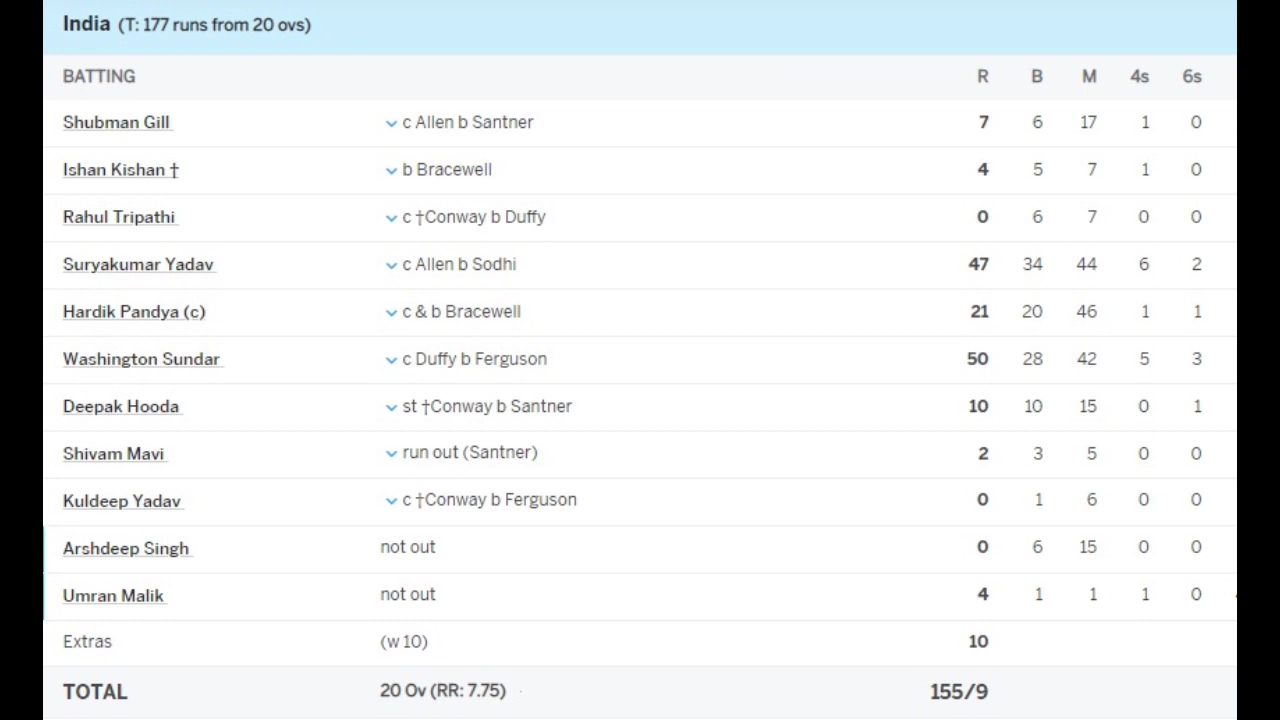 India (T: 177 runs from 20 ovs)
BATTING R B M 4s 6s
Shubman Gill c Allen b Santner 7 6 17 1 0
Ishan Kishan † b Bracewell 4 5 7 1 0
Rahul Tripathi c †Conway b Duffy 0 6 7 0 0
Suryakumar Yadav c Allen b Sodhi 47 34 44 6 2
Hardik Pandya (c) c & b Bracewell 21 20 46 1 1
Washington Sundar c Duffy b Ferguson 50 28 42 5 3
Deepak Hooda st †Conway b Santner 10 10 15 0 1
Shivam Mavi run out (Santner) 2 3 5 0 0
Kuldeep Yadav c †Conway b Ferguson 0 1 6 0 0
Arshdeep Singh not out 0 6 15 0 0
Umran Malik not out 4 1 1 1 0
Extras (w 10) 10
TOTAL 20 Ov (RR: 7.75) 155/9